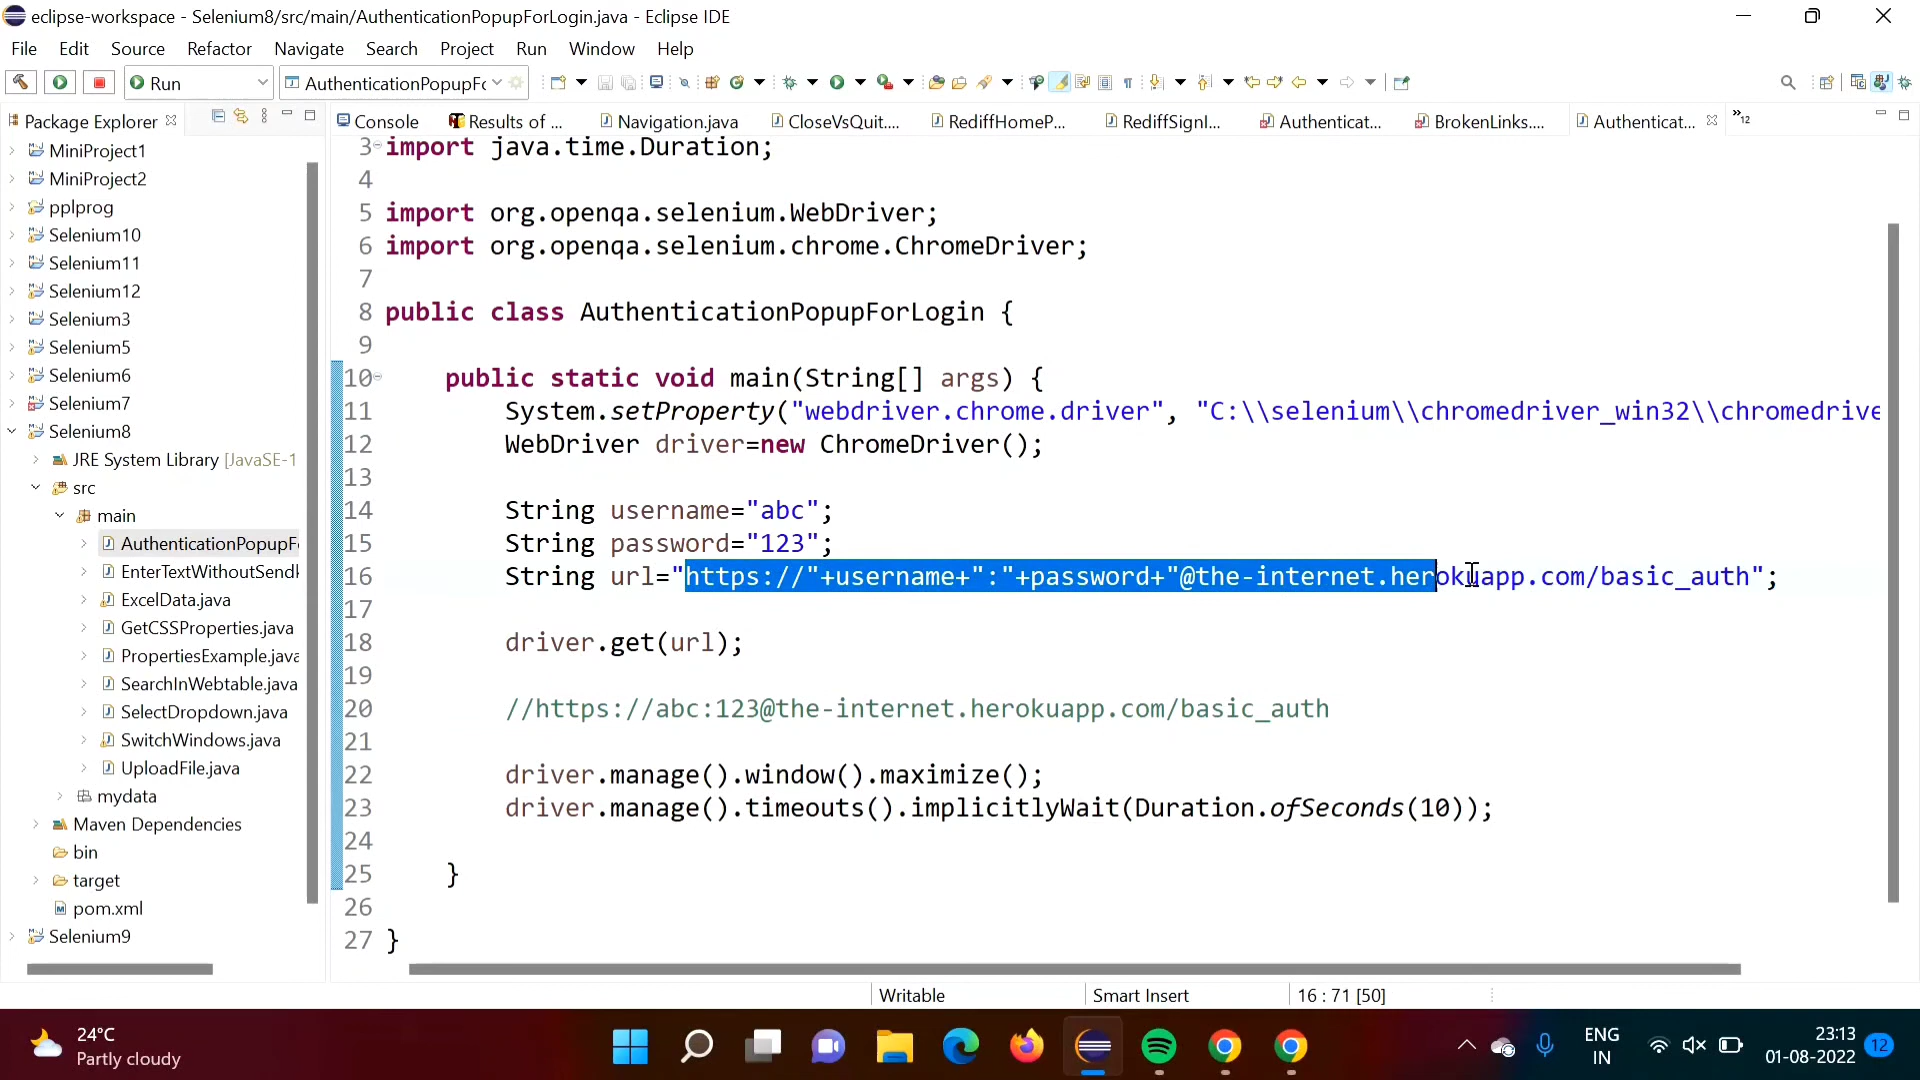 eclipse-workspace - Selenium8/src/main/AuthenticationPopupForLogin.java - Eclipse IDE
File Edit Source Refactor Navigate Search Project Run Window Help
Run AuthenticationPopupFo
Package Explorer
Console Results of ... Navigation.java CloseVsQuit.... RediffHomeP... RediffSignI... Authenticat... BrokenLinks.... Authenticat... »12
MiniProject1
MiniProject2
pplprog
Selenium10
Selenium11
Selenium12
Selenium3
Selenium5
Selenium6
Selenium7
Selenium8
JRE System Library [JavaSE-1
src
main
AuthenticationPopupF
EnterTextWithoutSend
ExcelData.java
GetCSSProperties.java
PropertiesExample.java
SearchInWebtable.java
SelectDropdown.java
SwitchWindows.java
UploadFile.java
mydata
Maven Dependencies
bin
target
pom.xml
Selenium9
3 import java.time.Duration;
4
5 import org.openqa.selenium.WebDriver;
6 import org.openqa.selenium.chrome.ChromeDriver;
7
8 public class AuthenticationPopupForLogin {
9
10 public static void main(String[] args) {
11 System.setProperty("webdriver.chrome.driver", "C:\\selenium\\chromedriver_win32\\chromedrive
12 WebDriver driver=new ChromeDriver();
13
14 String username="abc";
15 String password="123";
16 String url="https://"+username+":"+password+"@the-internet.herokuapp.com/basic_auth";
17
18 driver.get(url);
19
20 //https://abc:123@the-internet.herokuapp.com/basic_auth
21
22 driver.manage().window().maximize();
23 driver.manage().timeouts().implicitlyWait(Duration.ofSeconds(10));
24
25 }
26
27 }
Writable Smart Insert 16 : 71 [50]
24°C
Partly cloudy
ENG
IN
23:13
01-08-2022
12